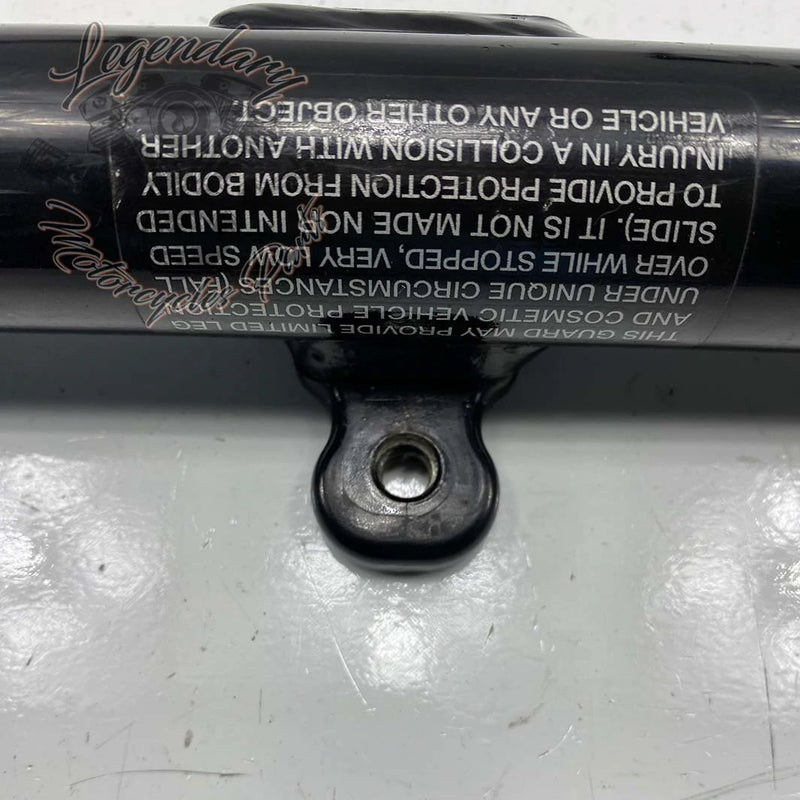 THIS GUARD MAY PROVIDE LIMITED LEG
AND COSMETIC VEHICLE PROTECTION
UNDER UNIQUE CIRCUMSTANCES (FALL
OVER WHILE STOPPED, VERY LOW SPEED
SLIDE). IT IS NOT MADE NOR INTENDED
TO PROVIDE PROTECTION FROM BODILY
INJURY IN A COLLISION WITH ANOTHER
VEHICLE OR ANY OTHER OBJECT.
Legendary
Motorcycles Parts